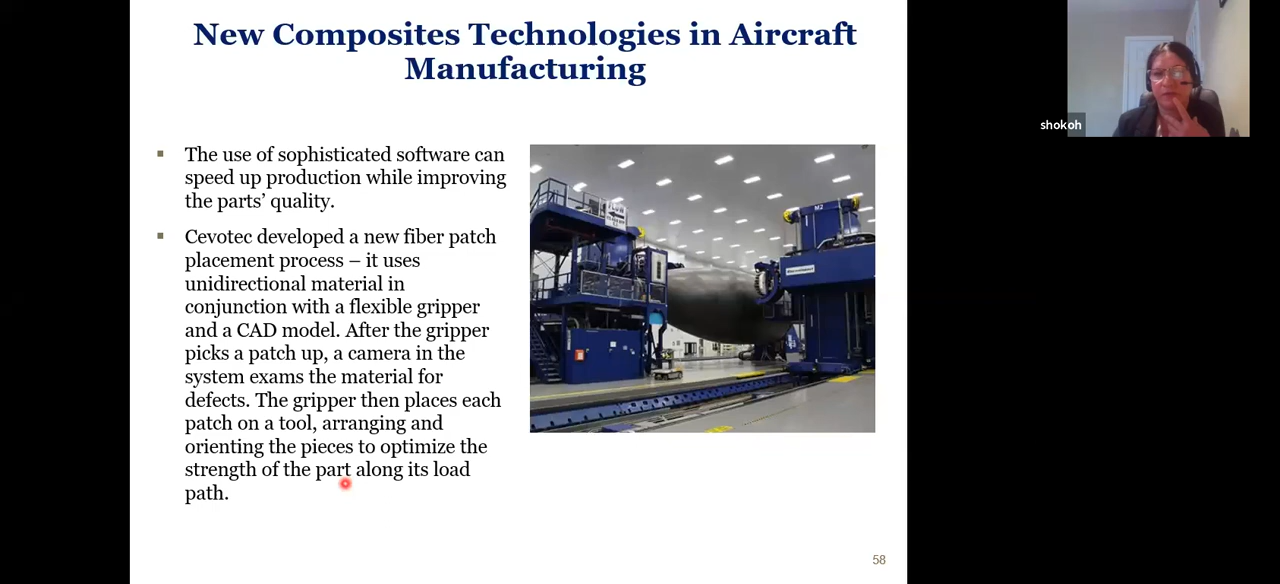 New Composites Technologies in Aircraft
Manufacturing
shokoh
▪ The use of sophisticated software can
speed up production while improving
the parts’ quality.
▪ Cevotec developed a new fiber patch
placement process – it uses
unidirectional material in
conjunction with a flexible gripper
and a CAD model. After the gripper
picks a patch up, a camera in the
system exams the material for
defects. The gripper then places each
patch on a tool, arranging and
orienting the pieces to optimize the
strength of the part along its load
path.
M2
58